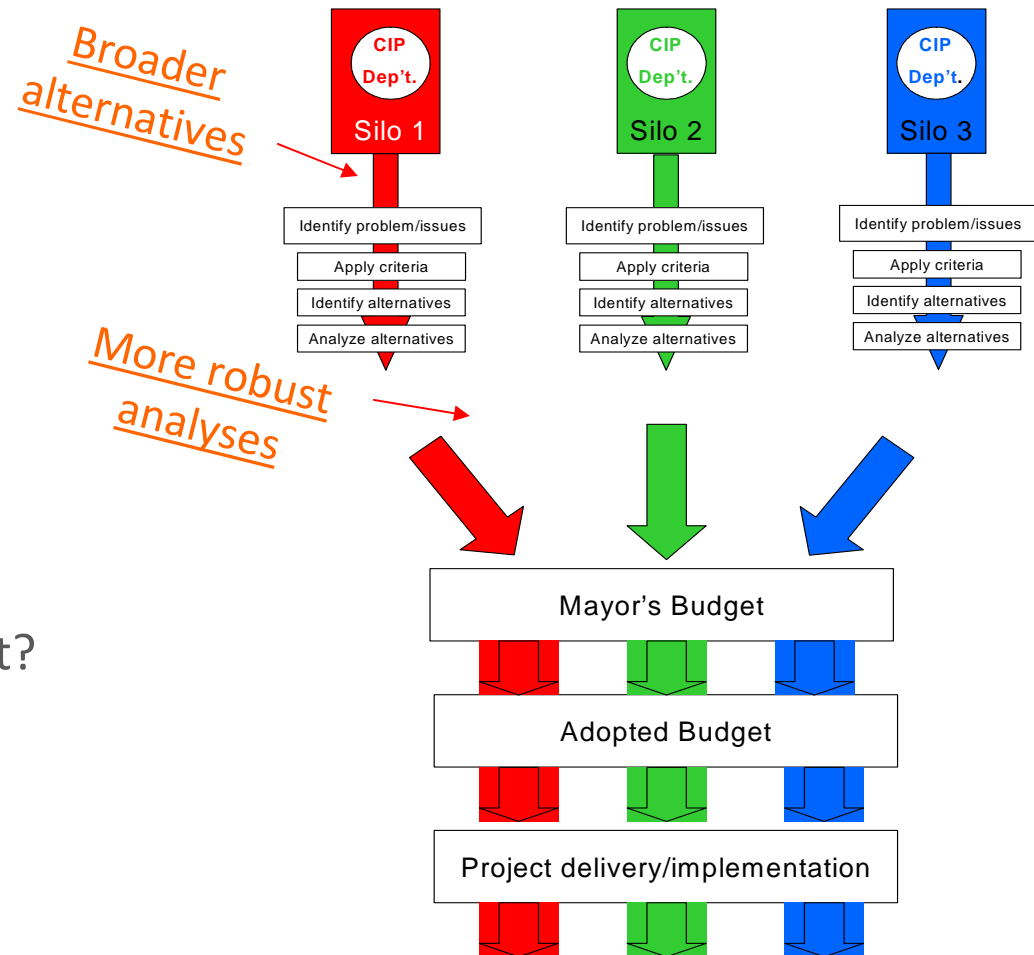 Broader
alternatives
CIP
Dep't.
Silo 1
CIP
Dep't.
Silo 2
CIP
Dep't.
Silo 3
Identify problem/issues
Apply criteria
Identify alternatives
Analyze alternatives
Identify problem/issues
Apply criteria
Identify alternatives
Analyze alternatives
Identify problem/issues
Apply criteria
Identify alternatives
Analyze alternatives
More robust
analyses
t?
Mayor's Budget
Adopted Budget
Project delivery/implementation